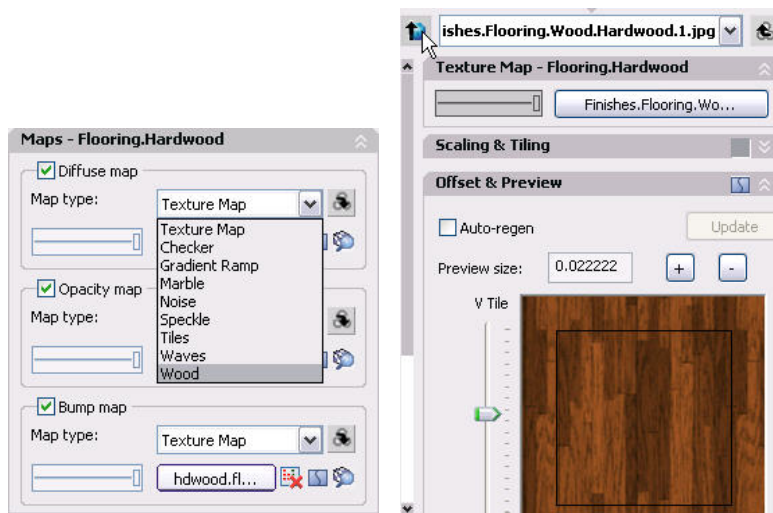 Maps - Flooring.Hardwood
Diffuse map
Map type:
Texture Map
Texture Map
Checker
Gradient Ramp
Marble
Noise
Speckle
Tiles
Waves
Wood
Opacity map
Map type:
Bump map
Map type:
Texture Map
hdwood.fl...
ishes.Flooring.Wood.Hardwood.1.jpg
Texture Map - Flooring.Hardwood
Finishes.Flooring.Wo...
Scaling & Tiling
Offset & Preview
Auto-regen
Update
Preview size:
0.022222
+
-
V Tile